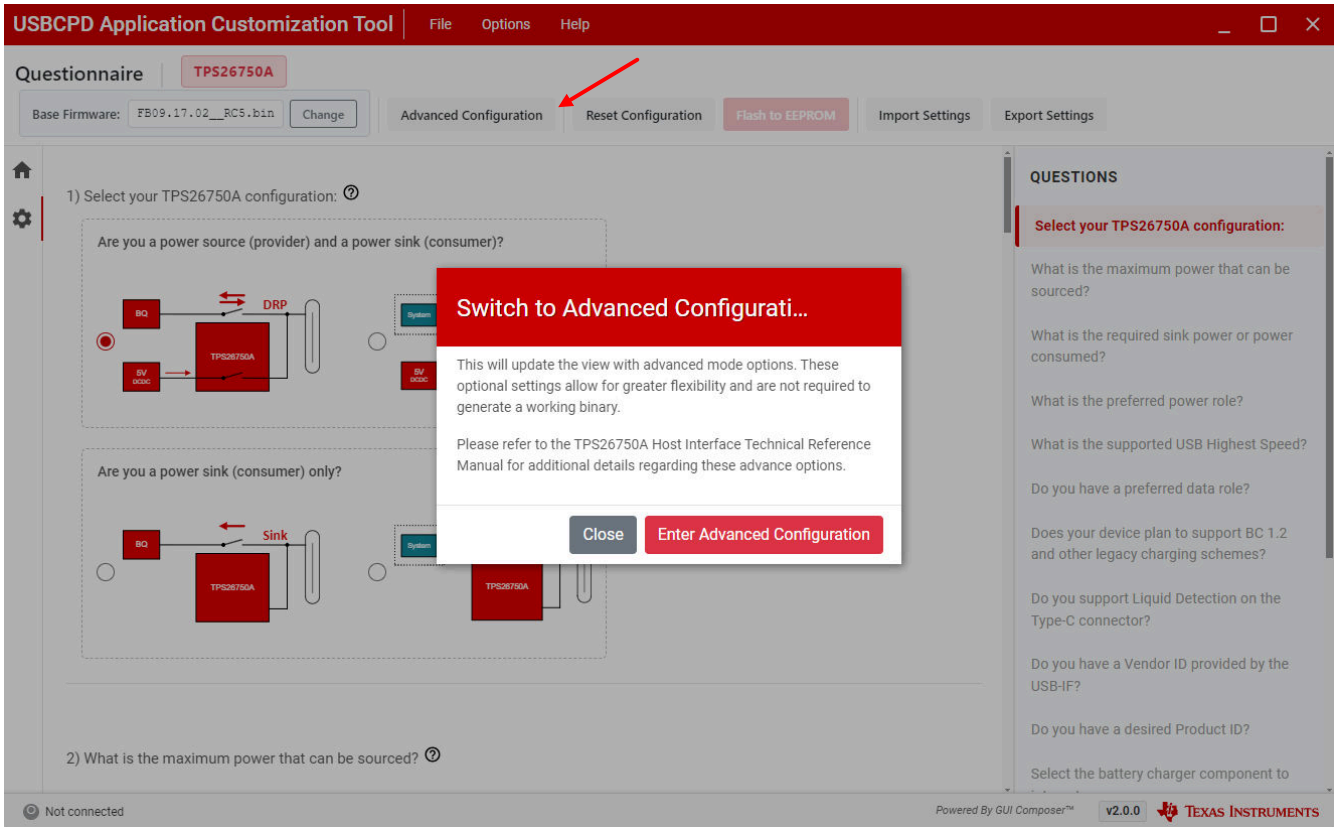 USBCPD Application Customization Tool
File
Options
Help
Questionnaire
TPS26750A
Base Firmware:
FB09.17.02__RC5.bin
Change
Advanced Configuration
Reset Configuration
Flash to EEPROM
Import Settings
Export Settings
1) Select your TPS26750A configuration:
Are you a power source (provider) and a power sink (consumer)?
BQ
DRP
TPS26750A
5V
DCDC
System
5V
DCDC
Are you a power sink (consumer) only?
BQ
Sink
TPS26750A
System
TPS26750A
2) What is the maximum power that can be sourced?
Switch to Advanced Configurati...
This will update the view with advanced mode options. These
optional settings allow for greater flexibility and are not required to
generate a working binary.
Please refer to the TPS26750A Host Interface Technical Reference
Manual for additional details regarding these advance options.
Close
Enter Advanced Configuration
QUESTIONS
Select your TPS26750A configuration:
What is the maximum power that can be
sourced?
What is the required sink power or power
consumed?
What is the preferred power role?
What is the supported USB Highest Speed?
Do you have a preferred data role?
Does your device plan to support BC 1.2
and other legacy charging schemes?
Do you support Liquid Detection on the
Type-C connector?
Do you have a Vendor ID provided by the
USB-IF?
Do you have a desired Product ID?
Select the battery charger component to
Not connected
Powered By GUI Composer™
v2.0.0
TEXAS INSTRUMENTS